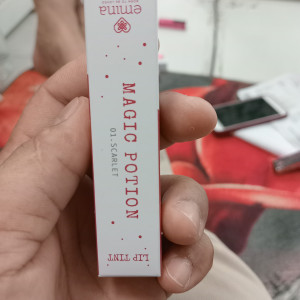 emina
MAGIC POTION
01. SCARLET
LIP TINT